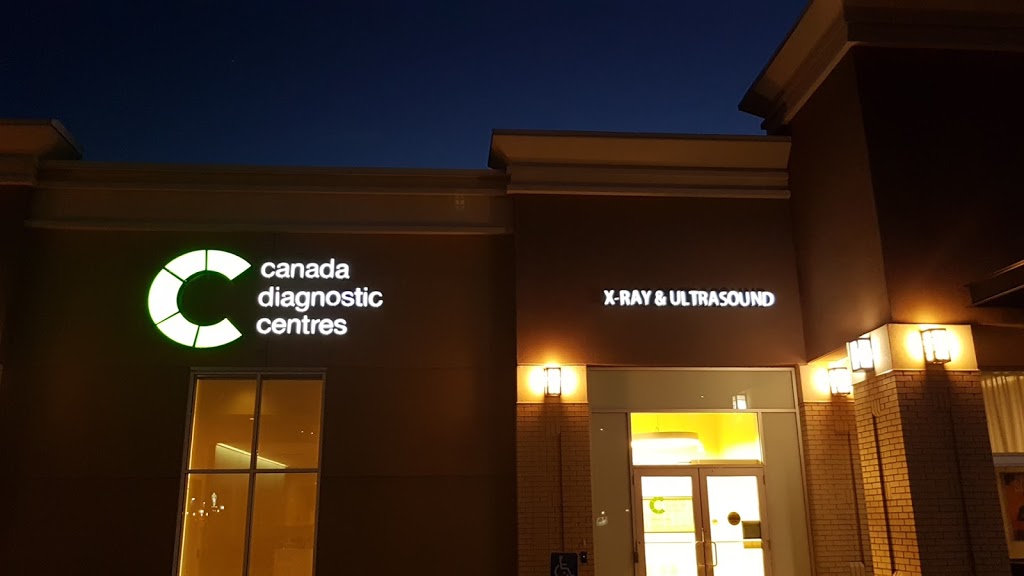 canada
diagnostic
centres
X-RAY & ULTRASOUND